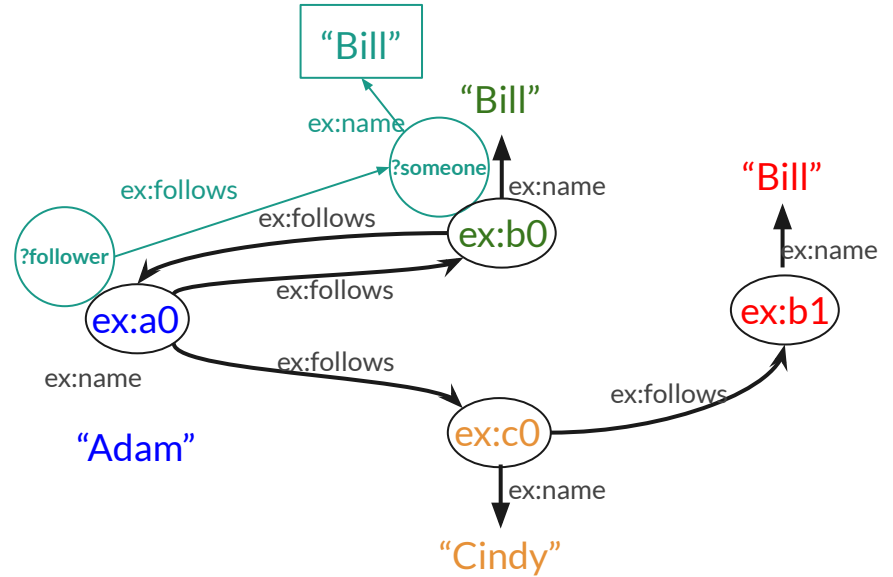 “Bill”
“Bill”
ex:name
?someone
“Bill”
ex:follows
ex:name
ex:follows
ex:b0
ex:name
?follower
ex:follows
ex:a0
ex:b1
ex:follows
ex:name
ex:follows
“Adam”
ex:c0
ex:name
“Cindy”